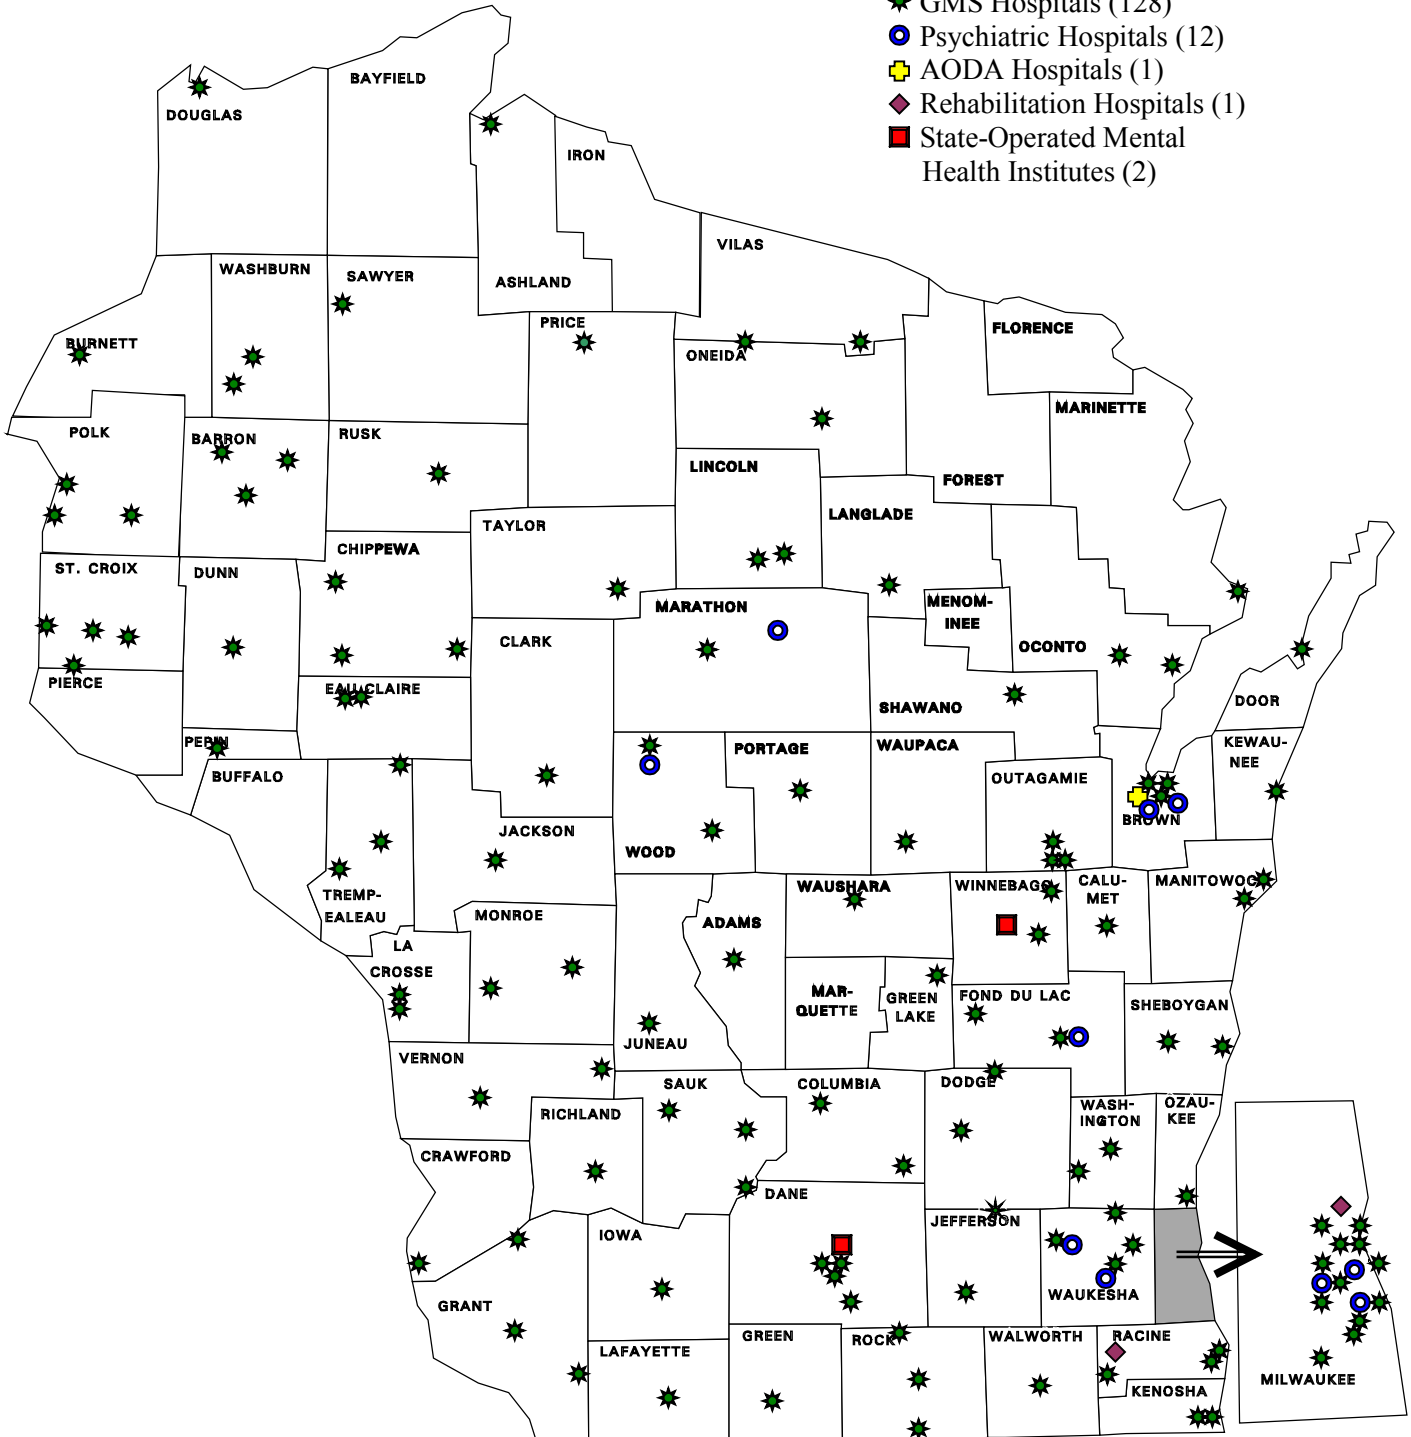 GMS Hospitals (128)
Psychiatric Hospitals (12)
AODA Hospitals (1)
Rehabilitation Hospitals (1)
State-Operated Mental
Health Institutes (2)
BAYFIELD
DOUGLAS
IRON
VILAS
WASHBURN
SAWYER
ASHLAND
PRICE
FLORENCE
BURNETT
ONEIDA
MARINETTE
POLK
BARRON
RUSK
LINCOLN
FOREST
LANGLADE
TAYLOR
CHIPPEWA
ST. CROIX
DUNN
MARATHON
MENOM-
INEE
CLARK
OCONTO
PIERCE
EAU CLAIRE
DOOR
SHAWANO
PEPIN
PORTAGE
WAUPACA
KEWAU-
NEE
BUFFALO
OUTAGAMIE
BROWN
JACKSON
WOOD
TREMP-
EALEAU
WAUSHARA
WINNEBAGO
CALU-
MET
MANITOWOC
MONROE
ADAMS
LA
CROSSE
MAR-
QUETTE
GREEN
LAKE
FOND DU LAC
SHEBOYGAN
JUNEAU
VERNON
SAUK
COLUMBIA
DODGE
WASH-
INGTON
OZAU-
KEE
RICHLAND
CRAWFORD
DANE
JEFFERSON
IOWA
WAUKESHA
GRANT
GREEN
ROCK
WALWORTH
RACINE
LAFAYETTE
MILWAUKEE
KENOSHA